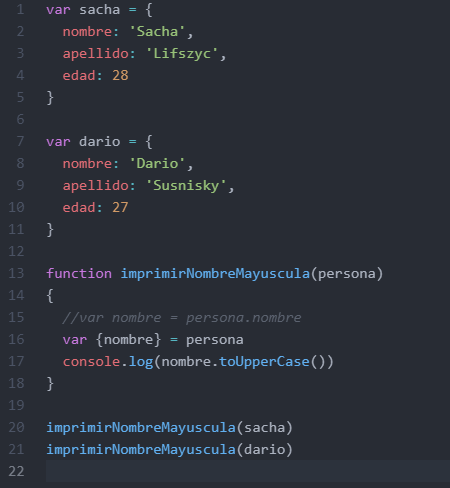 1 var sacha = {
2   nombre: 'Sacha',
3   apellido: 'Lifszyc',
4   edad: 28
5 }
6
7 var dario = {
8   nombre: 'Dario',
9   apellido: 'Susnisky',
10   edad: 27
11 }
12
13 function imprimirNombreMayuscula(persona)
14 {
15   //var nombre = persona.nombre
16   var {nombre} = persona
17   console.log(nombre.toUpperCase())
18 }
19
20 imprimirNombreMayuscula(sacha)
21 imprimirNombreMayuscula(dario)
22